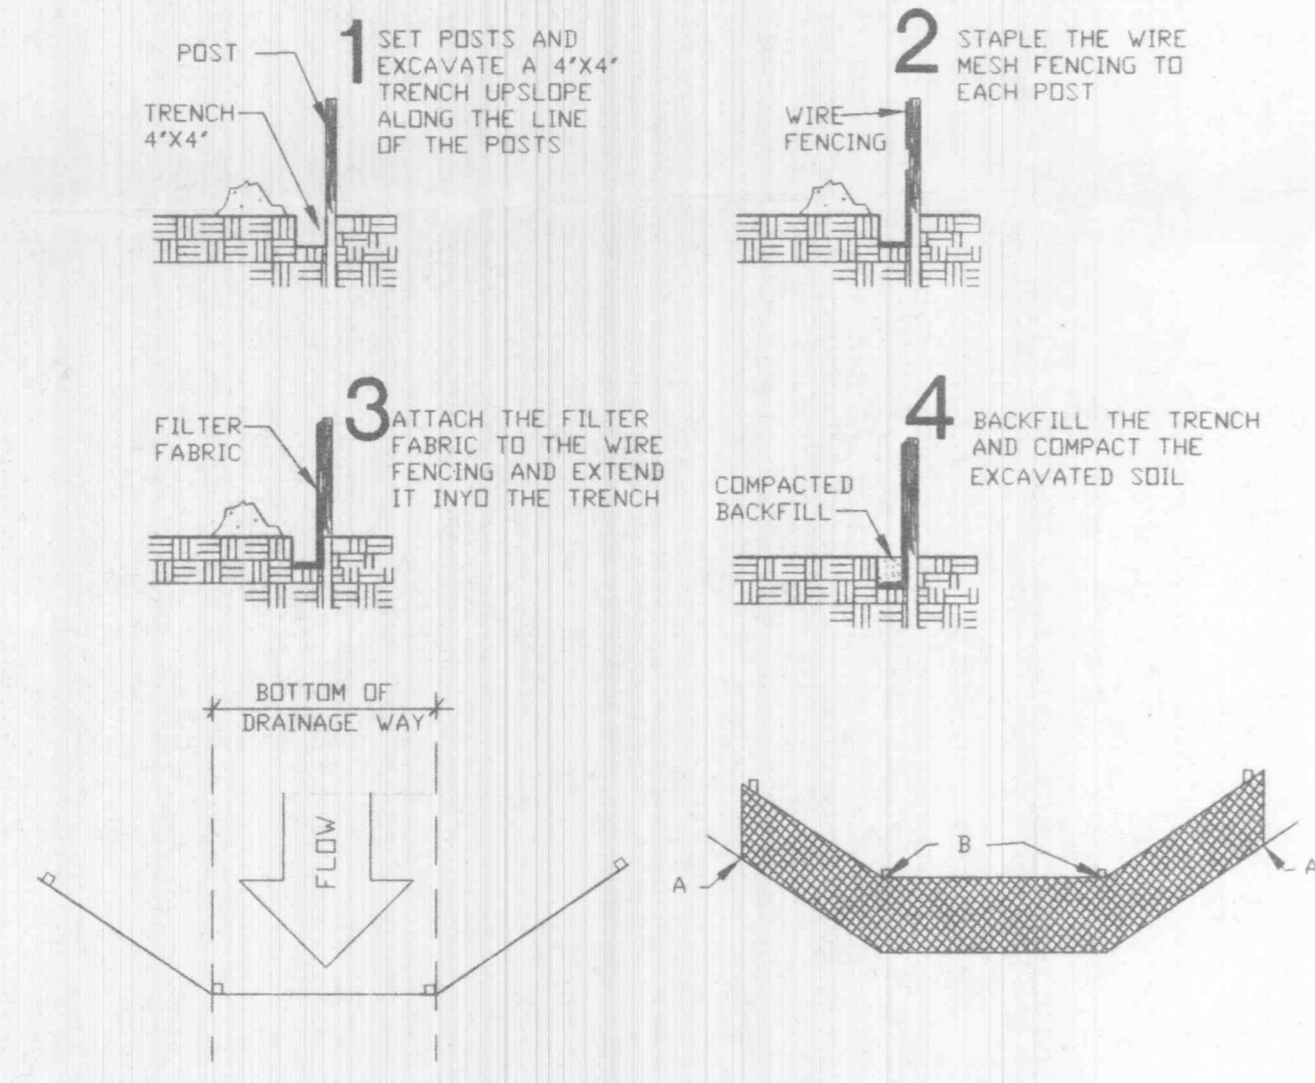 POST
TRENCH
4"X4"
1
SET POSTS AND
EXCAVATE A 4"X4"
TRENCH UPSLOPE
ALONG THE LINE
OF THE POSTS
2
STAPLE THE WIRE
MESH FENCING TO
EACH POST
WIRE
FENCING
FILTER
FABRIC
3
ATTACH THE FILTER
FABRIC TO THE WIRE
FENCING AND EXTEND
IT INYO THE TRENCH
4
BACKFILL THE TRENCH
AND COMPACT THE
EXCAVATED SOIL
COMPACTED
BACKFILL
BOTTOM OF
DRAINAGE WAY
FLOW
B
A
A